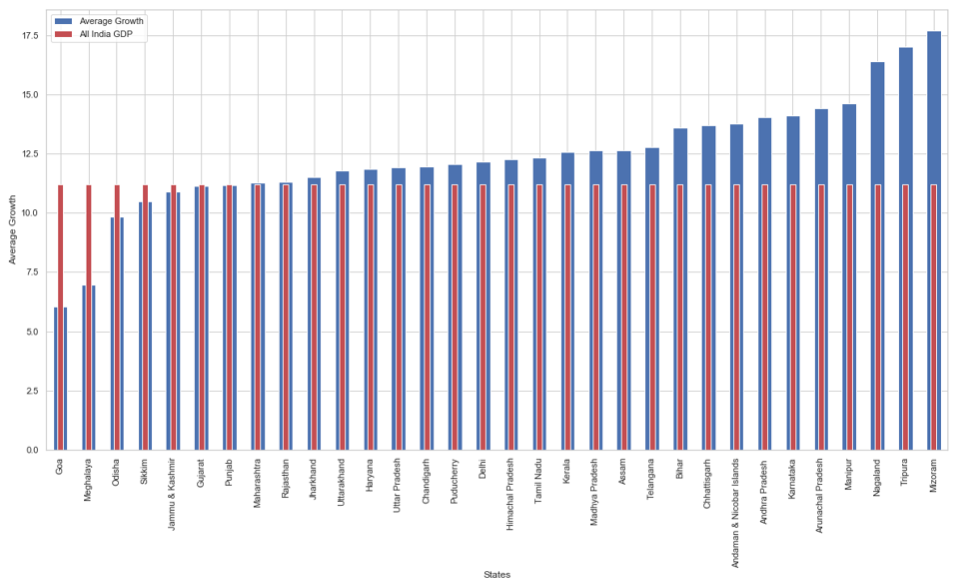 Average Growth
All India GDP
17.5
15.0
12.5
10.0
7.5
5.0
2.5
0.0
Average Growth
Goa
Meghalaya
Odisha
Sikkim
Jammu & Kashmir
Gujarat
Punjab
Maharashtra
Rajasthan
Jharkhand
Uttarakhand
Haryana
Uttar Pradesh
Chandigarh
Puducherry
Delhi
Himachal Pradesh
Tamil Nadu
Kerala
Madhya Pradesh
Assam
Telangana
Bihar
Chhattisgarh
Andaman & Nicobar Islands
Andhra Pradesh
Karnataka
Arunachal Pradesh
Manipur
Nagaland
Tripura
Mizoram
States